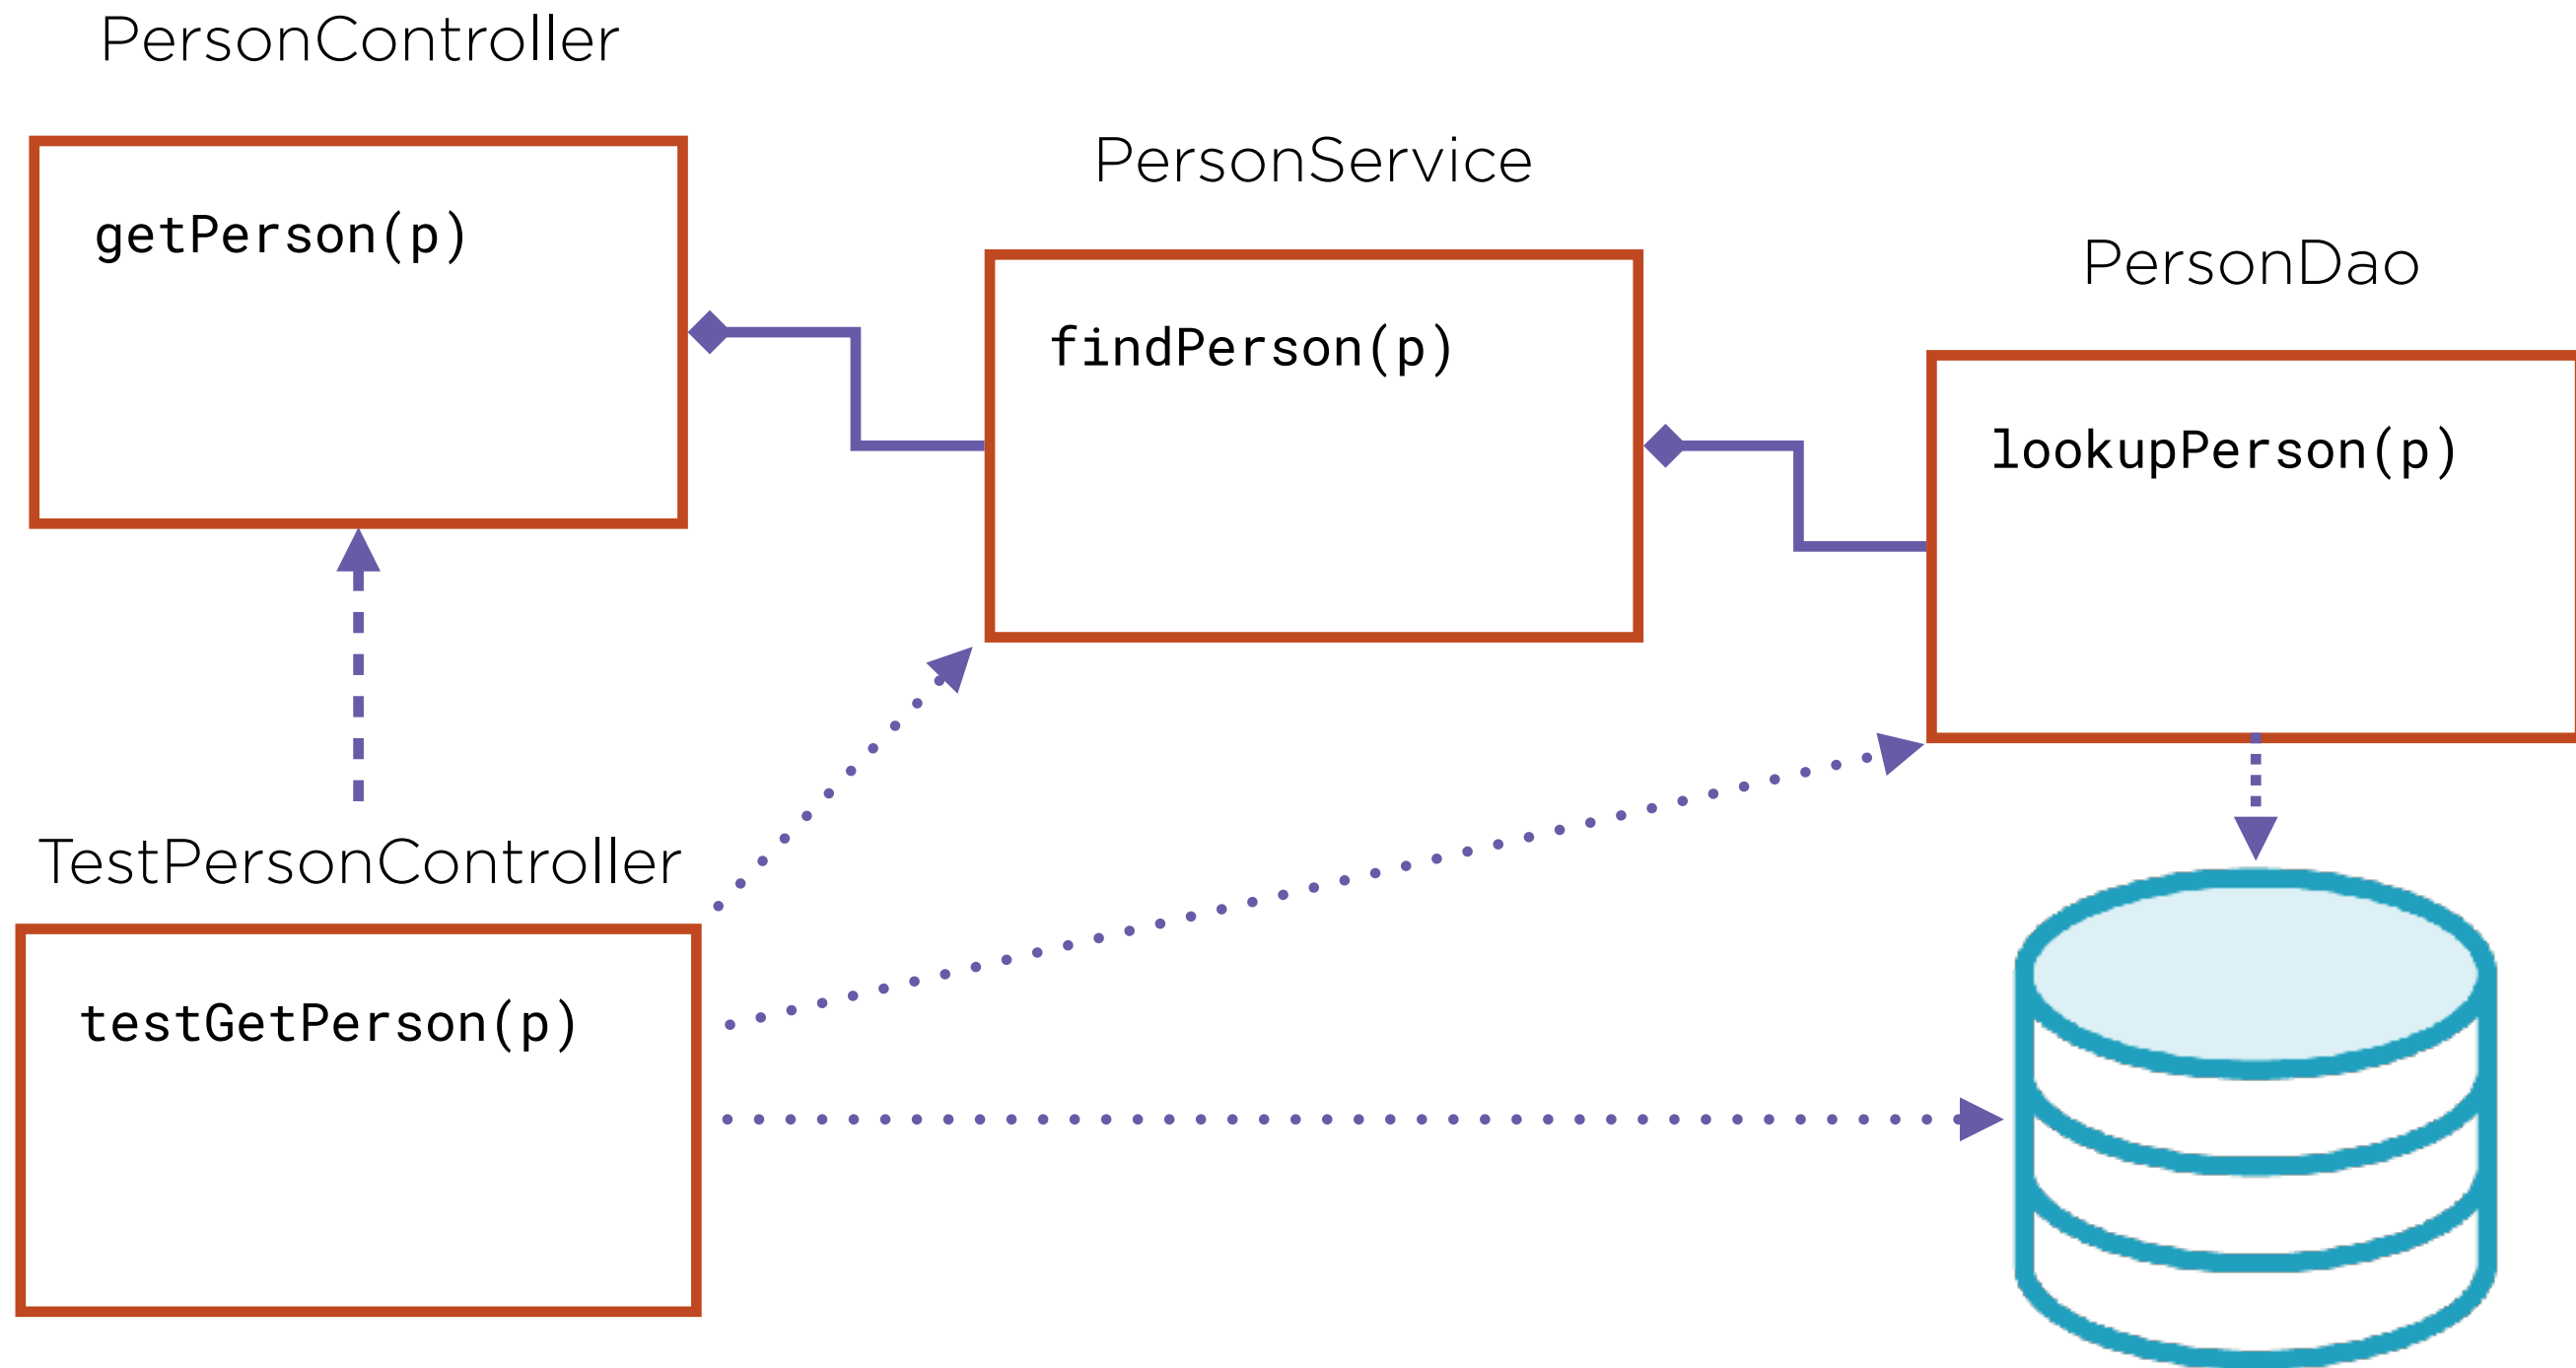 PersonController
getPerson(p)
PersonService
findPerson(p)
PersonDao
lookupPerson(p)
TestPersonController
testGetPerson(p)